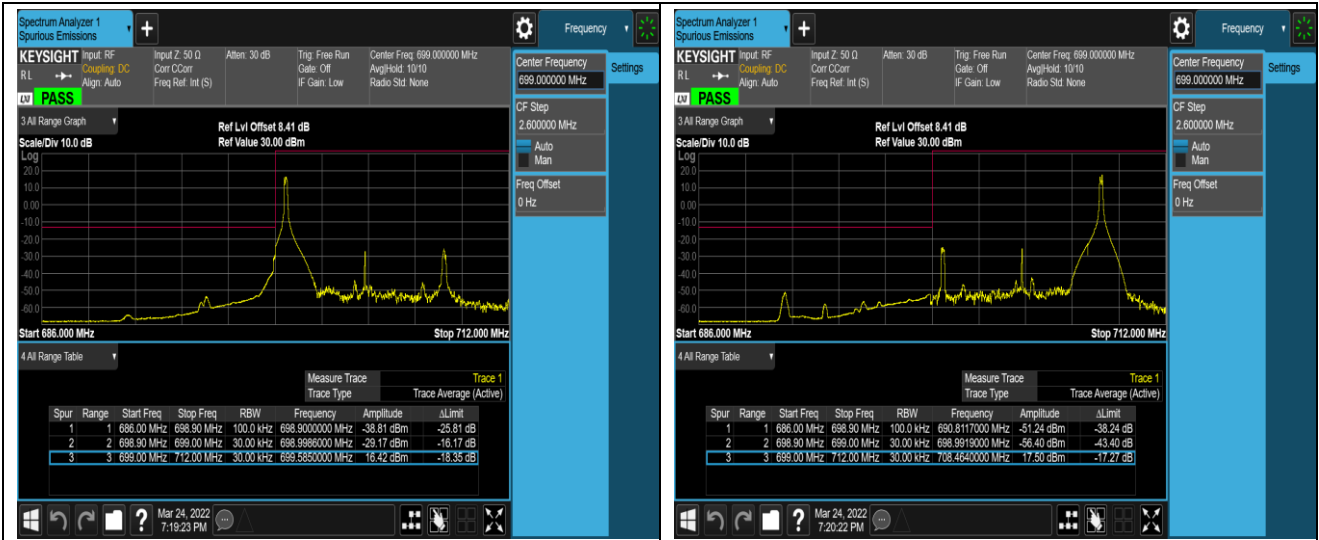 Spectrum Analyzer 1
Spurious Emissions
Frequency
KEYSIGHT Input: RF
Coupling: DC
Align: Auto
R L
Input Z: 50 Ω
Corr CCorr
Freq Ref: Int (S)
Atten: 30 dB
Trig: Free Run
Gate: Off
IF Gain: Low
Center Freq: 699.000000 MHz
Avg|Hold: 10/10
Radio Std: None
PASS
Center Frequency
699.000000 MHz
Settings
CF Step
2.600000 MHz
Auto
Man
Freq Offset
0 Hz
3 All Range Graph
Ref Lvl Offset 8.41 dB
Scale/Div 10.0 dB
Ref Value 30.00 dBm
Log
20.0
10.0
0.00
-10.0
-20.0
-30.0
-40.0
-50.0
-60.0
Start 686.000 MHz
Stop 712.000 MHz
4 All Range Table
Measure Trace Trace 1
Trace Type Trace Average (Active)
Spur Range Start Freq Stop Freq RBW Frequency Amplitude ΔLimit
1 1 686.00 MHz 698.90 MHz 100.0 kHz 698.9000000 MHz -38.81 dBm -25.81 dB
2 2 698.90 MHz 699.00 MHz 30.00 kHz 698.9986000 MHz -29.17 dBm -16.17 dB
3 3 699.00 MHz 712.00 MHz 30.00 kHz 699.5850000 MHz 16.42 dBm -18.35 dB
Mar 24, 2022
7:19:23 PM
Spectrum Analyzer 1
Spurious Emissions
Frequency
KEYSIGHT Input: RF
Coupling: DC
Align: Auto
R L
Input Z: 50 Ω
Corr CCorr
Freq Ref: Int (S)
Atten: 30 dB
Trig: Free Run
Gate: Off
IF Gain: Low
Center Freq: 699.000000 MHz
Avg|Hold: 10/10
Radio Std: None
PASS
Center Frequency
699.000000 MHz
Settings
CF Step
2.600000 MHz
Auto
Man
Freq Offset
0 Hz
3 All Range Graph
Ref Lvl Offset 8.41 dB
Scale/Div 10.0 dB
Ref Value 30.00 dBm
Log
20.0
10.0
0.00
-10.0
-20.0
-30.0
-40.0
-50.0
-60.0
Start 686.000 MHz
Stop 712.000 MHz
4 All Range Table
Measure Trace Trace 1
Trace Type Trace Average (Active)
Spur Range Start Freq Stop Freq RBW Frequency Amplitude ΔLimit
1 1 686.00 MHz 698.90 MHz 100.0 kHz 690.8117000 MHz -51.24 dBm -38.24 dB
2 2 698.90 MHz 699.00 MHz 30.00 kHz 698.9919000 MHz -56.40 dBm -43.40 dB
3 3 699.00 MHz 712.00 MHz 30.00 kHz 708.4640000 MHz 17.50 dBm -17.27 dB
Mar 24, 2022
7:20:22 PM